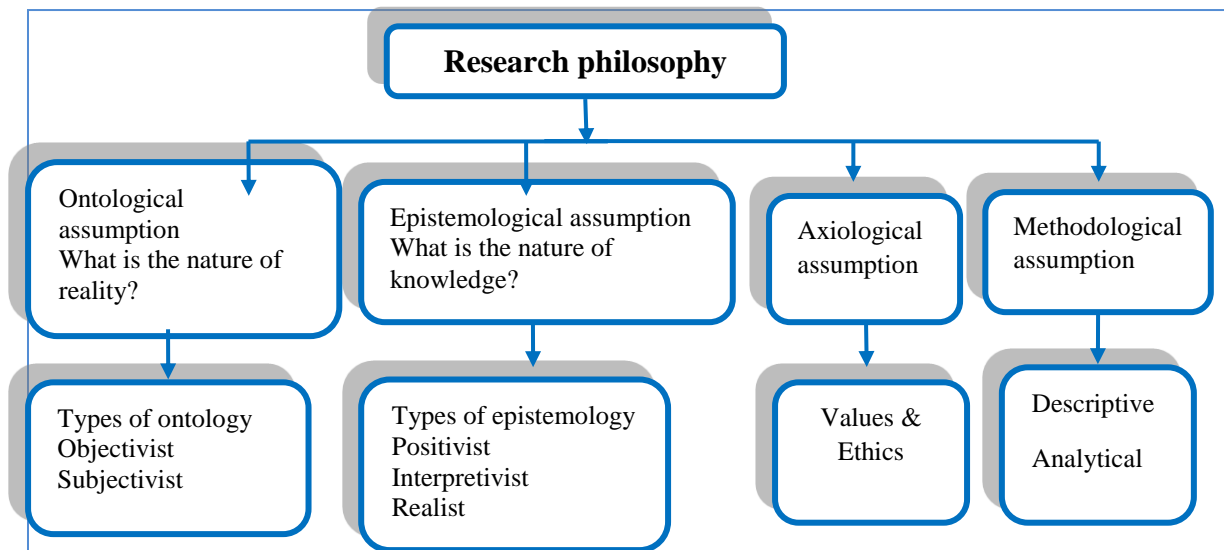 Research philosophy
Ontological
assumption
What is the nature of
reality?
Epistemological assumption
What is the nature of
knowledge?
Axiological
assumption
Methodological
assumption
Types of ontology
Objectivist
Subjectivist
Types of epistemology
Positivist
Interpretivist
Realist
Values &
Ethics
Descriptive
Analytical